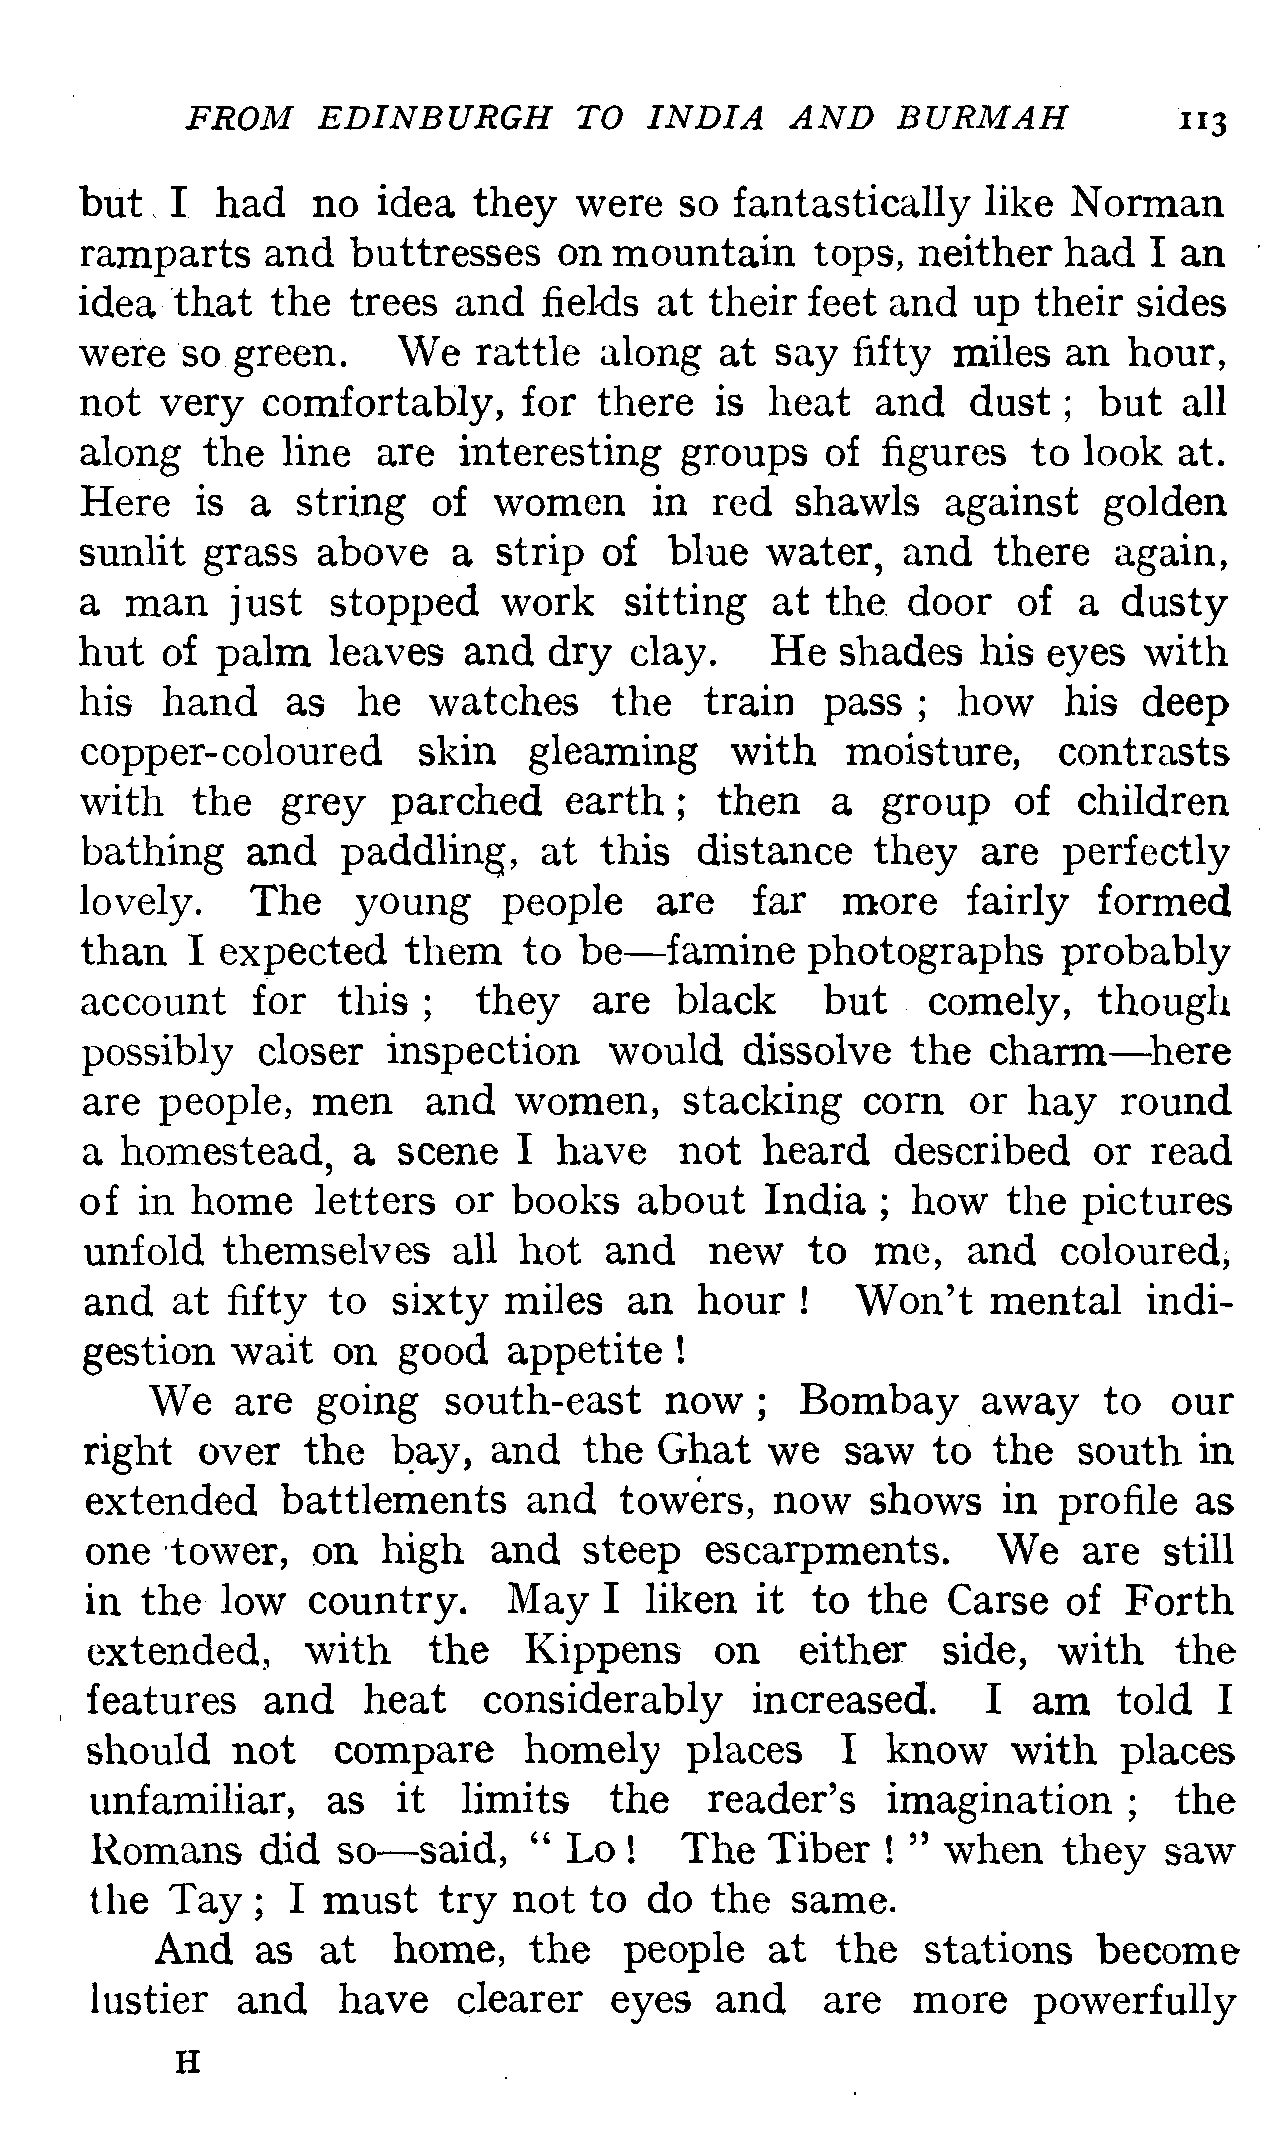 FROM EDINBURGH TO INDIA AND BURMAH 113
but I had no idea they were so fantastically like Norman
ramparts and buttresses on mountain tops, neither had I an
idea that the trees and fields at their feet and up their sides
were so green. We rattle along at say fifty miles an hour,
not very comfortably, for there is heat and dust ; but all
along the line are interesting groups of figures to look at.
Here is a string of women in red shawls against golden
sunlit grass above a strip of blue water, and there again,
a man just stopped work sitting at the door of a dusty
hut of palm leaves and dry clay. He shades his eyes with
his hand as he watches the train pass ; how his deep
copper-coloured skin gleaming with moisture, contrasts
with the grey parched earth ; then a group of children
bathing and paddling, at this distance they are perfectly
lovely. The young people are far more fairly formed
than I expected them to be—famine photographs probably
account for this ; they are black but comely, though
possibly closer inspection would dissolve the charm—here
are people, men and women, stacking corn or hay round
a homestead, a scene I have not heard described or read
of in home letters or books about India ; how the pictures
unfold themselves all hot and new to me, and coloured,
and at fifty to sixty miles an hour ! Won't mental indi-
gestion wait on good appetite !
We are going south-east now ; Bombay away to our
right over the bay, and the Ghat we saw to the south in
extended battlements and towers, now shows in profile as
one tower, on high and steep escarpments. We are still
in the low country. May I liken it to the Carse of Forth
extended, with the Kippens on either side, with the
features and heat considerably increased. I am told I
should not compare homely places I know with places
unfamiliar, as it limits the reader's imagination ; the
Romans did so—said, " Lo ! The Tiber ! " when they saw
the Tay ; I must try not to do the same.
And as at home, the people at the stations become
lustier and have clearer eyes and are more powerfully
H